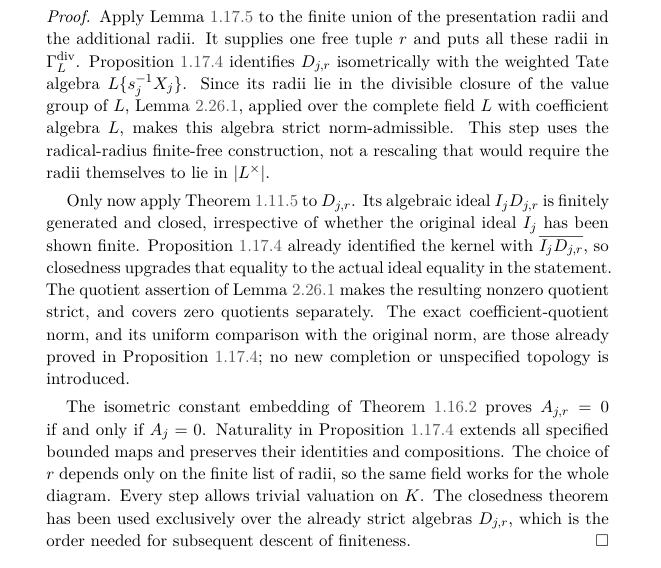 Proof. Apply Lemma 1.17.5 to the finite union of the presentation radii and
the additional radii. It supplies one free tuple r and puts all these radii in
Γ_L^div. Proposition 1.17.4 identifies D_{j,r} isometrically with the weighted Tate
algebra L{s_j^{-1}X_j}. Since its radii lie in the divisible closure of the value
group of L, Lemma 2.26.1, applied over the complete field L with coefficient
algebra L, makes this algebra strict norm-admissible. This step uses the
radical-radius finite-free construction, not a rescaling that would require the
radii themselves to lie in |L^×|.
Only now apply Theorem 1.11.5 to D_{j,r}. Its algebraic ideal I_jD_{j,r} is finitely
generated and closed, irrespective of whether the original ideal I_j has been
shown finite. Proposition 1.17.4 already identified the kernel with \overline{I_jD_{j,r}}, so
closedness upgrades that equality to the actual ideal equality in the statement.
The quotient assertion of Lemma 2.26.1 makes the resulting nonzero quotient
strict, and covers zero quotients separately. The exact coefficient-quotient
norm, and its uniform comparison with the original norm, are those already
proved in Proposition 1.17.4; no new completion or unspecified topology is
introduced.
The isometric constant embedding of Theorem 1.16.2 proves A_{j,r} = 0
if and only if A_j = 0. Naturality in Proposition 1.17.4 extends all specified
bounded maps and preserves their identities and compositions. The choice of
r depends only on the finite list of radii, so the same field works for the whole
diagram. Every step allows trivial valuation on K. The closedness theorem
has been used exclusively over the already strict algebras D_{j,r}, which is the
order needed for subsequent descent of finiteness. □